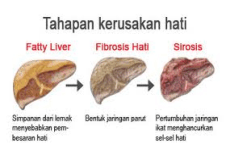 Tahapan kerusakan hati
Fatty Liver
Fibrosis Hati
Sirosis
Simpanan dari lemak
menyebabkan pem-
besaran hati
Bentuk jaringan parut
Pertumbuhan jaringan
ikat menghancurkan
sel-sel hati